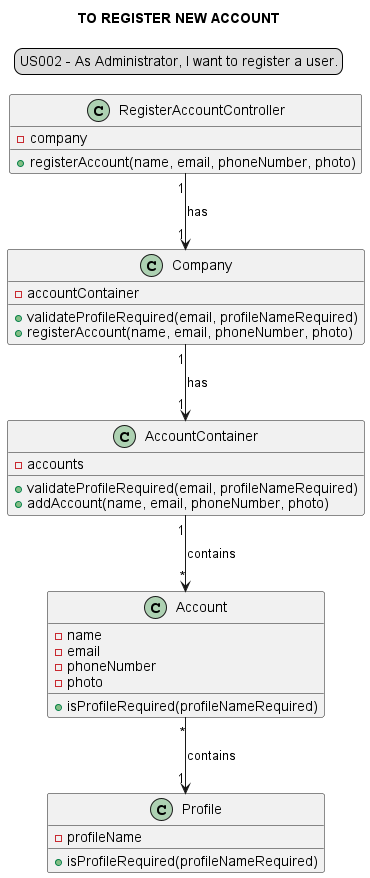 TO REGISTER NEW ACCOUNT
US002 - As Administrator, I want to register a user.
C RegisterAccountController
company
registerAccount(name, email, phoneNumber, photo)
1
has
1
C Company
accountContainer
validateProfileRequired(email, profileNameRequired)
registerAccount(name, email, phoneNumber, photo)
1
has
1
C AccountContainer
accounts
validateProfileRequired(email, profileNameRequired)
addAccount(name, email, phoneNumber, photo)
1
contains
*
C Account
name
email
phoneNumber
photo
isProfileRequired(profileNameRequired)
*
contains
1
C Profile
profileName
isProfileRequired(profileNameRequired)